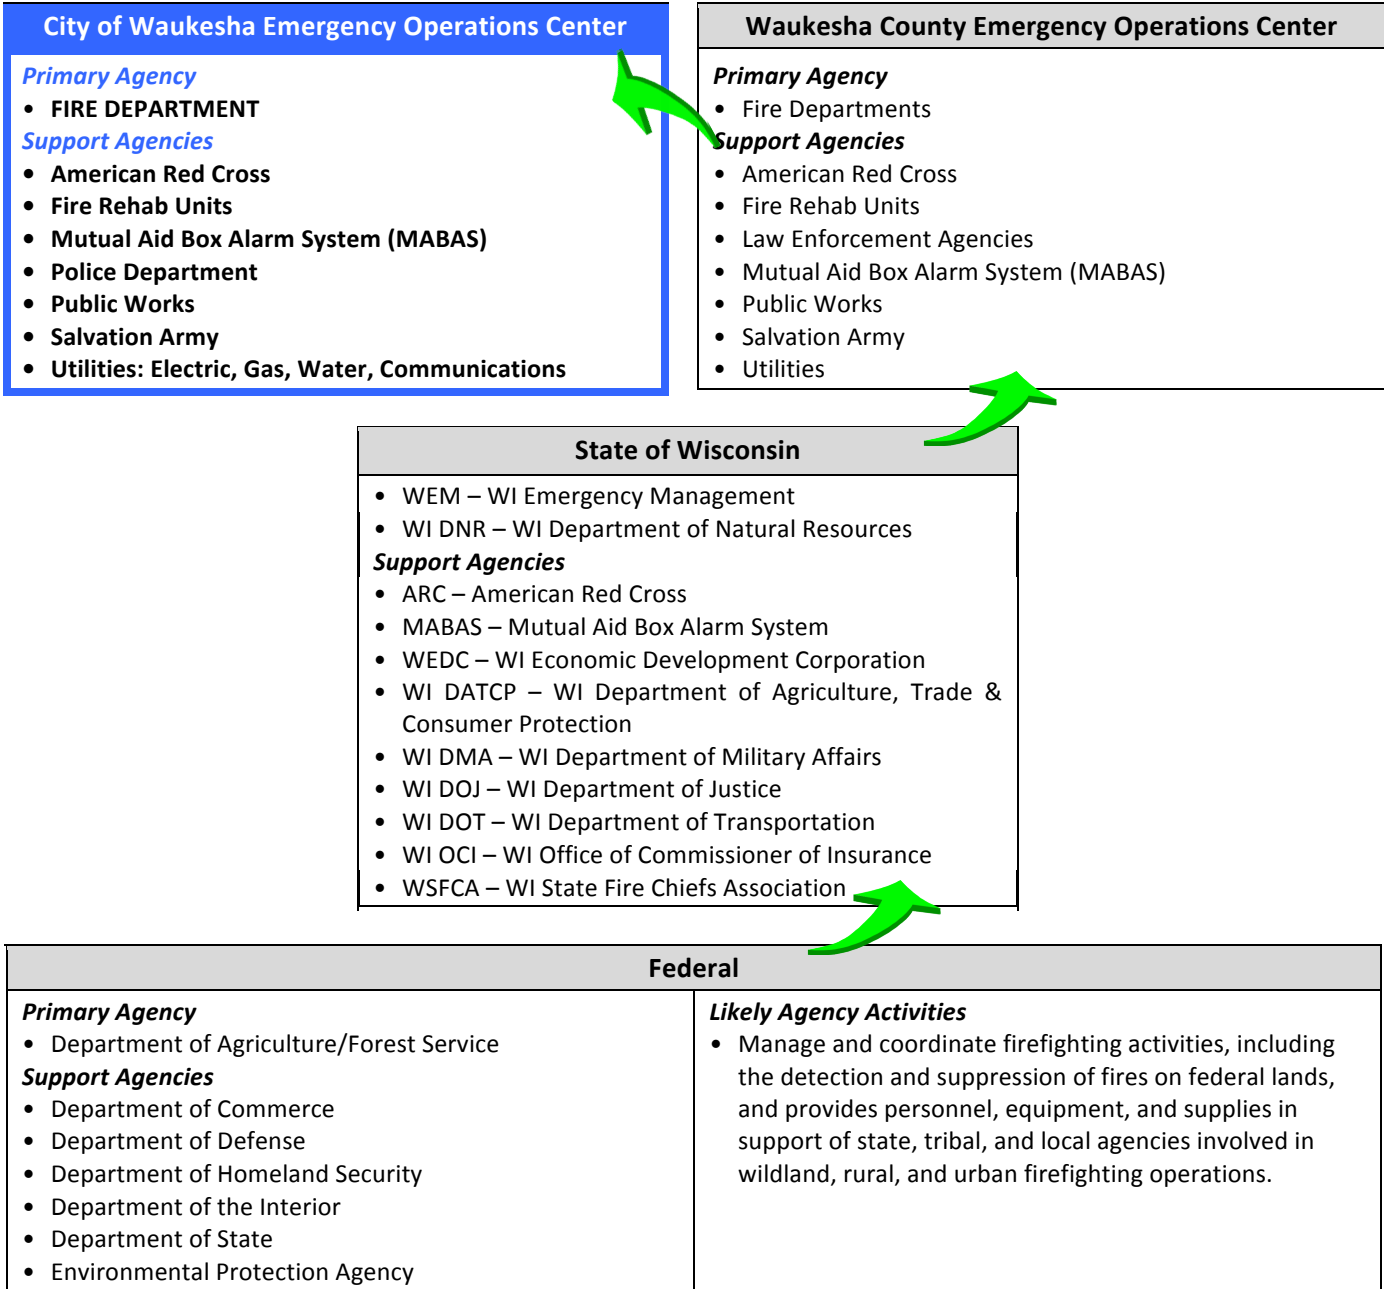 City of Waukesha Emergency Operations Center
Primary Agency
• FIRE DEPARTMENT
Support Agencies
• American Red Cross
• Fire Rehab Units
• Mutual Aid Box Alarm System (MABAS)
• Police Department
• Public Works
• Salvation Army
• Utilities: Electric, Gas, Water, Communications
Waukesha County Emergency Operations Center
Primary Agency
• Fire Departments
Support Agencies
• American Red Cross
• Fire Rehab Units
• Law Enforcement Agencies
• Mutual Aid Box Alarm System (MABAS)
• Public Works
• Salvation Army
• Utilities
State of Wisconsin
• WEM – WI Emergency Management
• WI DNR – WI Department of Natural Resources
Support Agencies
• ARC – American Red Cross
• MABAS – Mutual Aid Box Alarm System
• WEDC – WI Economic Development Corporation
• WI DATCP – WI Department of Agriculture, Trade &
Consumer Protection
• WI DMA – WI Department of Military Affairs
• WI DOJ – WI Department of Justice
• WI DOT – WI Department of Transportation
• WI OCI – WI Office of Commissioner of Insurance
• WSFCA – WI State Fire Chiefs Association
Federal
Primary Agency
• Department of Agriculture/Forest Service
Support Agencies
• Department of Commerce
• Department of Defense
• Department of Homeland Security
• Department of the Interior
• Department of State
• Environmental Protection Agency
Likely Agency Activities
• Manage and coordinate firefighting activities, including
the detection and suppression of fires on federal lands,
and provides personnel, equipment, and supplies in
support of state, tribal, and local agencies involved in
wildland, rural, and urban firefighting operations.